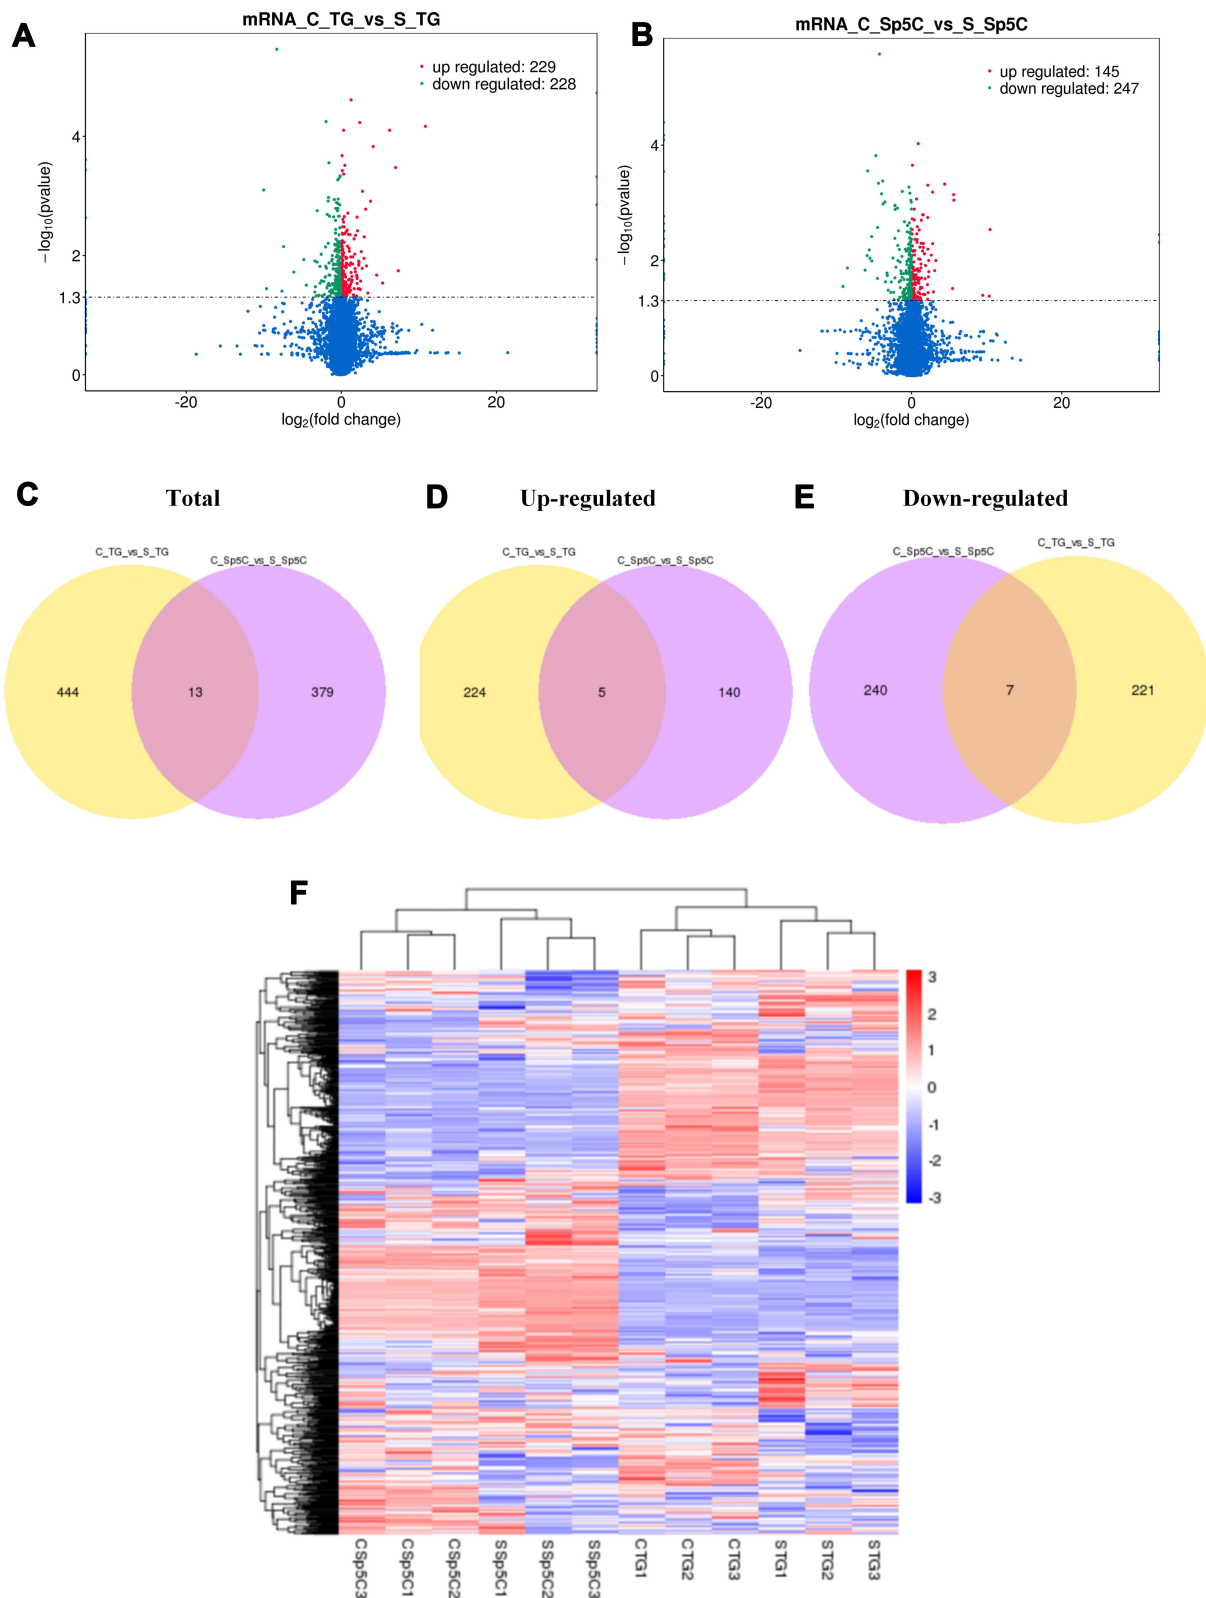 A
mRNA_C_TG_vs_S_TG
up regulated: 229
down regulated: 228
4
2
1.3
0
-20
0
20
−log10(pvalue)
log2(fold change)
B
mRNA_C_Sp5C_vs_S_Sp5C
up regulated: 145
down regulated: 247
4
2
1.3
0
-20
0
20
−log10(pvalue)
log2(fold change)
C
Total
C_TG_vs_S_TG
C_Sp5C_vs_S_Sp5C
444
13
379
D
Up-regulated
C_TG_vs_S_TG
C_Sp5C_vs_S_Sp5C
224
5
140
E
Down-regulated
C_Sp5C_vs_S_Sp5C
C_TG_vs_S_TG
240
7
221
F
3
2
1
0
-1
-2
-3
CSp5C3
CSp5C1
CSp5C2
SSp5C1
SSp5C2
SSp5C3
CTG1
CTG2
CTG3
STG1
STG2
STG3